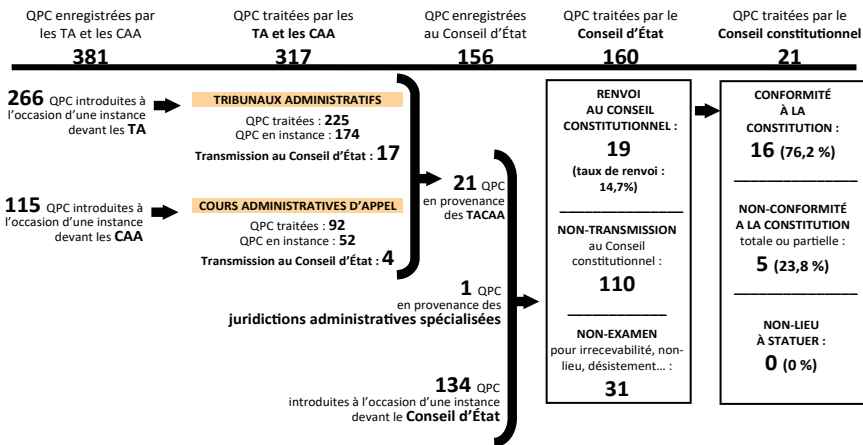 QPC enregistrées par
les TA et les CAA
381
QPC traitées par les
TA et les CAA
317
QPC enregistrées
au Conseil d'État
156
QPC traitées par le
Conseil d'État
160
QPC traitées par le
Conseil constitutionnel
21
266 QPC introduites à
l'occasion d'une instance
devant les TA
TRIBUNAUX ADMINISTRATIFS
QPC traitées : 225
QPC en instance : 174
Transmission au Conseil d'État : 17
115 QPC introduites à
l'occasion d'une instance
devant les CAA
COURS ADMINISTRATIVES D'APPEL
QPC traitées : 92
QPC en instance : 52
Transmission au Conseil d'État : 4
21 QPC
en provenance
des TACAA
1 QPC
en provenance des
juridictions administratives spécialisées
134 QPC
introduites à l'occasion d'une instance
devant le Conseil d'État
RENVOI
AU CONSEIL
CONSTITUTIONNEL :
19
(taux de renvoi :
14,7%)
NON-TRANSMISSION
au Conseil
constitutionnel :
110
NON-EXAMEN
pour irrecevabilité, non-
lieu, désistement... :
31
CONFORMITÉ
À LA
CONSTITUTION :
16 (76,2 %)
NON-CONFORMITÉ
A LA CONSTITUTION
totale ou partielle :
5 (23,8 %)
NON-LIEU
À STATUER :
0 (0 %)